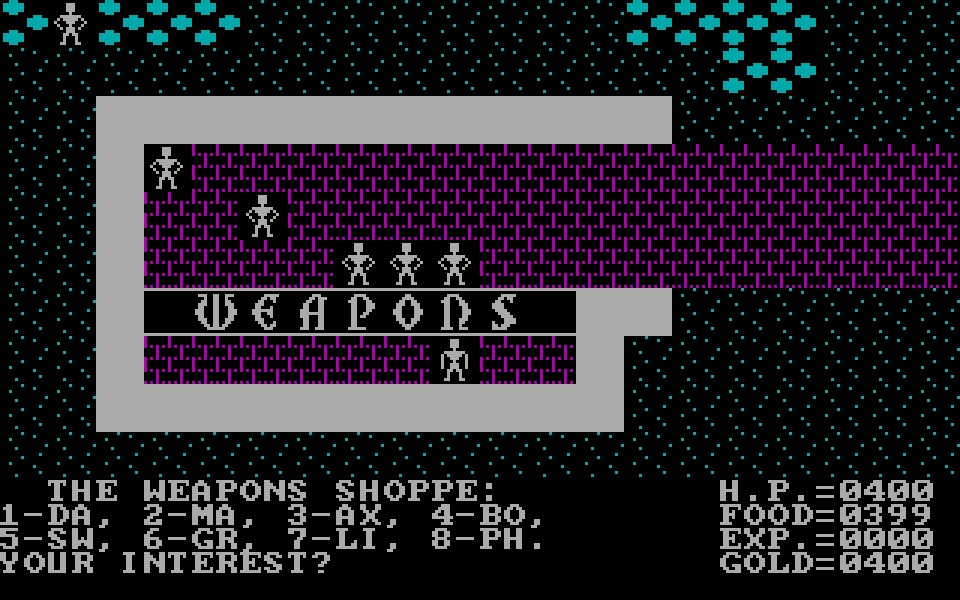 WEAPONS
THE WEAPONS SHOPPE:
1-DA, 2-MA, 3-AX, 4-BO,
5-SW, 6-GR, 7-LI, 8-PH.
YOUR INTEREST?
H.P.=0400
FOOD=0399
EXP.=0000
GOLD=0400